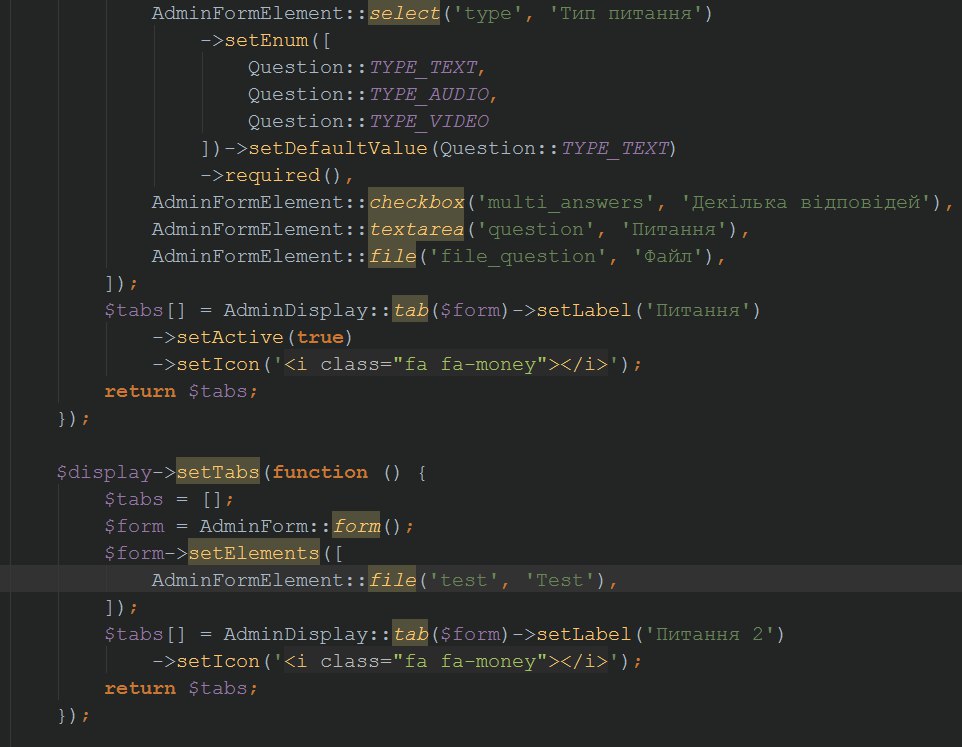 AdminFormElement::select('type', 'Тип питання')
->setEnum([
Question::TYPE_TEXT,
Question::TYPE_AUDIO,
Question::TYPE_VIDEO
])->setDefaultValue(Question::TYPE_TEXT)
->required(),
AdminFormElement::checkbox('multi_answers', 'Декілька відповідей'),
AdminFormElement::textarea('question', 'Питання'),
AdminFormElement::file('file_question', 'Файл'),
]);
$tabs[] = AdminDisplay::tab($form)->setLabel('Питання')
->setActive(true)
->setIcon('<i class="fa fa-money"></i>');
return $tabs;
});
$display->setTabs(function () {
$tabs = [];
$form = AdminForm::form();
$form->setElements([
AdminFormElement::file('test', 'Test'),
]);
$tabs[] = AdminDisplay::tab($form)->setLabel('Питання 2')
->setIcon('<i class="fa fa-money"></i>');
return $tabs;
});